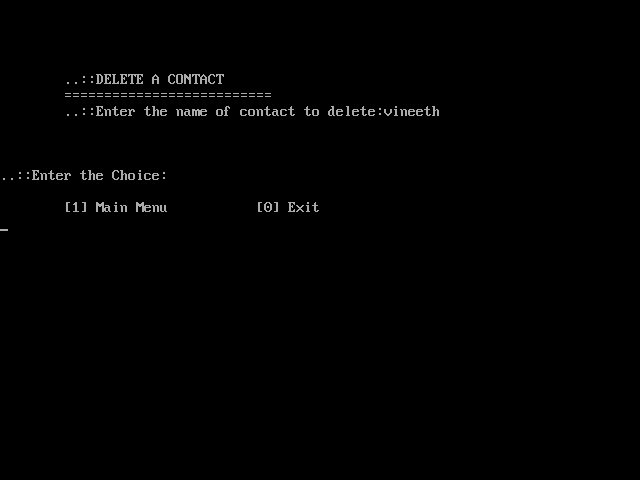 ..::DELETE A CONTACT
==========================
..::Enter the name of contact to delete:vineeth
..::Enter the Choice:
[1] Main Menu [0] Exit
_